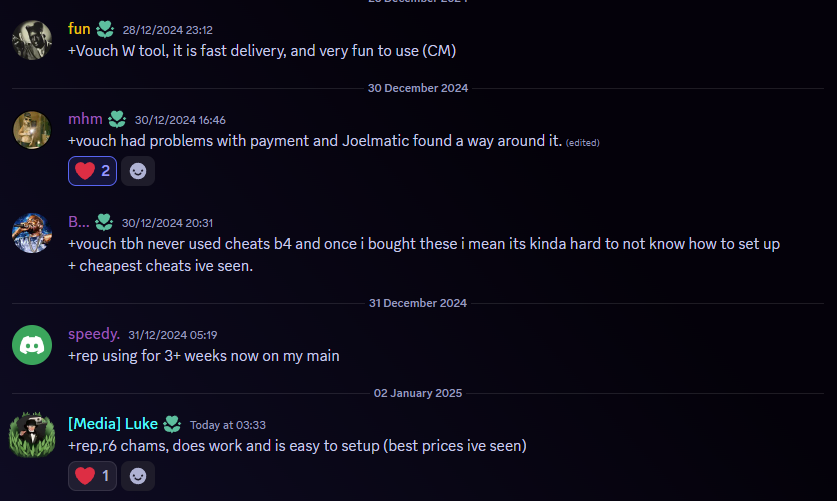 fun 28/12/2024 23:12
+Vouch W tool, it is fast delivery, and very fun to use (CM)
30 December 2024
mhm 30/12/2024 16:46
+vouch had problems with payment and Joelmatic found a way around it. (edited)
2
B... 30/12/2024 20:31
+vouch tbh never used cheats b4 and once i bought these i mean its kinda hard to not know how to set up
+ cheapest cheats ive seen.
31 December 2024
speedy. 31/12/2024 05:19
+rep using for 3+ weeks now on my main
02 January 2025
[Media] Luke Today at 03:33
+rep,r6 chams, does work and is easy to setup (best prices ive seen)
1